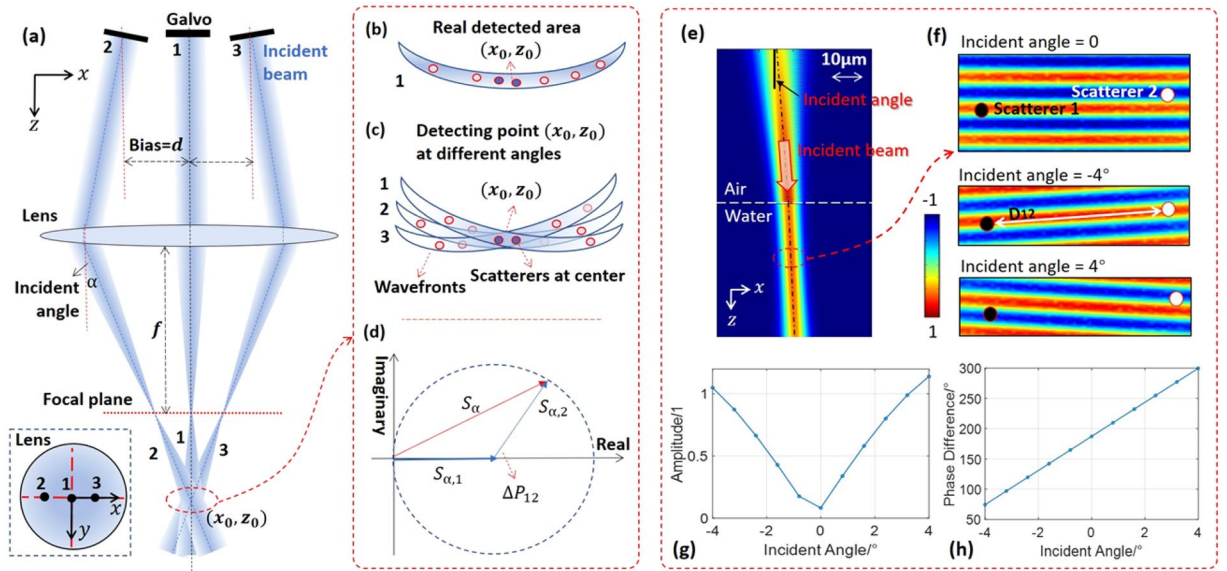 (a)
Galvo
2
1
3
Incident
beam
x
z
Bias=d
Lens
Incident
angle
α
f
Focal plane
2
1
3
Lens
2
1
3
x
y
(x₀, z₀)
(b)
Real detected area
(x₀, z₀)
1
(c)
Detecting point (x₀, z₀)
at different angles
1
2
3
(x₀, z₀)
Wavefronts
Scatterers at center
(d)
Imaginary
Real
Sα
Sα,2
Sα,1
ΔP₁₂
(e)
10μm
Incident angle
Incident beam
Air
Water
x
z
-1
1
(f)
Incident angle = 0
Scatterer 2
Scatterer 1
Incident angle = -4°
D12
Incident angle = 4°
(g)
Amplitude/1
1
0.5
0
-4 -2 0 2 4
Incident Angle/°
(h)
Phase Difference/°
300
250
200
150
100
50
-4 -2 0 2 4
Incident Angle/°